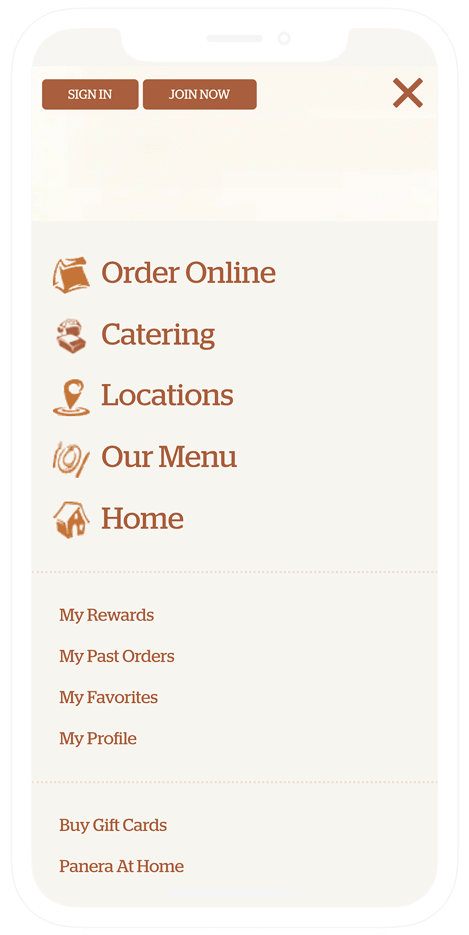 SIGN IN
JOIN NOW
Order Online
Catering
Locations
Our Menu
Home
My Rewards
My Past Orders
My Favorites
My Profile
Buy Gift Cards
Panera At Home